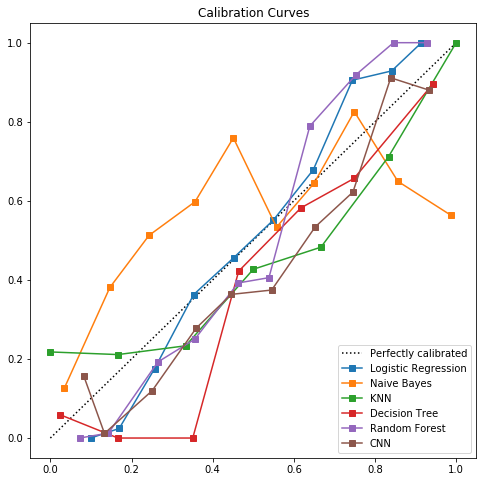 Calibration Curves
1.0
0.8
0.6
0.4
0.2
0.0
0.0 0.2 0.4 0.6 0.8 1.0
Perfectly calibrated
Logistic Regression
Naive Bayes
KNN
Decision Tree
Random Forest
CNN